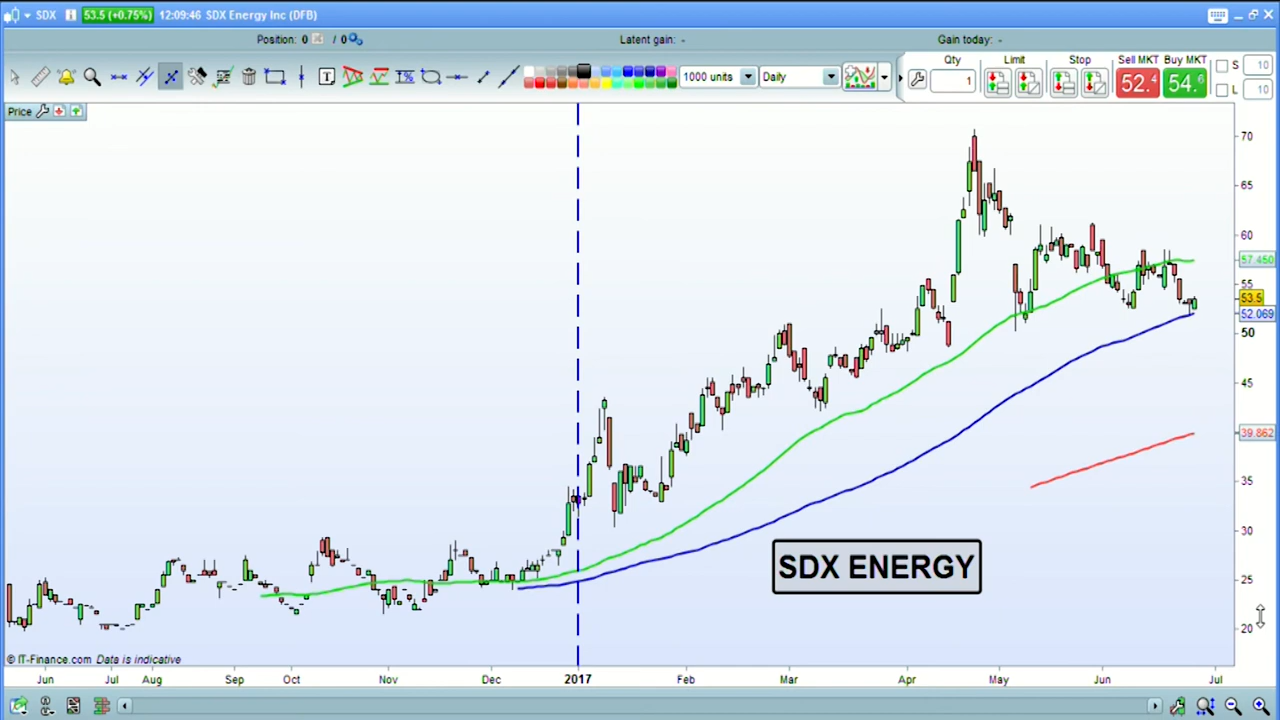 SDX 53.5 (+0.75%) 12:09:46 SDX Energy Inc (DFB)
Position: 0 / 0 Latent gain: - Gain today: -
Qty Limit Stop Sell MKT Buy MKT S 10
1000 units Daily 1 52.4 54.6 L 10
Price
70
65
60
57.450
55
53.5
52.069
50
45
39.862
35
30
SDX ENERGY
25
20
© IT-Finance.com Data is indicative
Jun Jul Aug Sep Oct Nov Dec 2017 Feb Mar Apr May Jun Jul